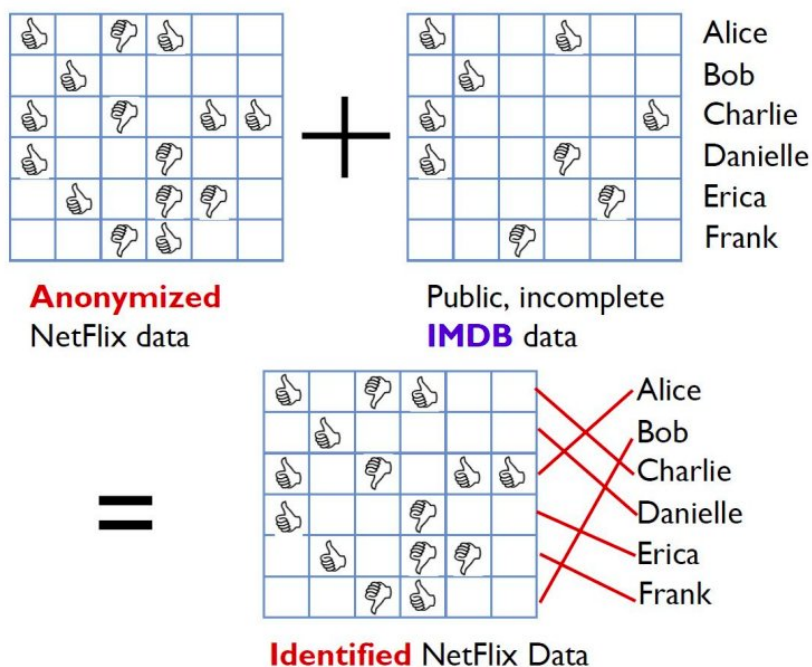 Alice
Bob
Charlie
Danielle
Erica
Frank
Anonymized
NetFlix data
Public, incomplete
IMDB data
Alice
Bob
Charlie
Danielle
Erica
Frank
Identified NetFlix Data